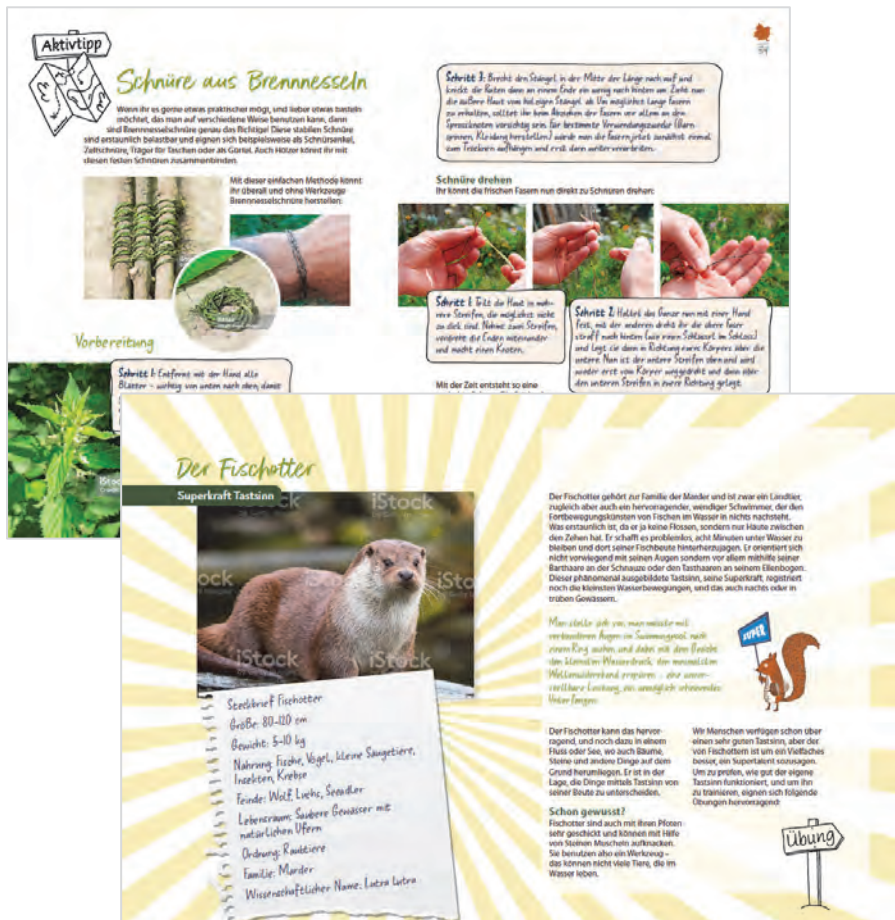 Aktivtipp
Schnüre aus Brennnesseln
Wenn ihr es gerne etwas praktischer mögt, und lieber etwas basteln
möchtet, das man auf verschiedene Weise benutzen kann, dann
sind Brennnesselschnüre genau das Richtige! Diese stabilen Schnüre
sind erstaunlich belastbar und eignen sich beispielsweise als Schnürsenkel,
Zeltschnüre, Träger für Taschen oder als Gürtel. Auch Hölzer könnt ihr mit
diesen festen Schnüren zusammenbinden.
Mit dieser einfachen Methode könnt
ihr überall und ohne Werkzeuge
Brennnesselschnüre herstellen:
Vorbereitung
Schritt 1: Entfernt mit der Hand alle
Blätter – wichtig von unten nach oben, damit
iStock
59
Schritt 3: Brecht den Stängel in der Mitte der Länge nach auf und
knickt die Ruten dann an einem Ende ein wenig nach hinten um. Zieht nun
die äußere Haut vom holzigen Stängel ab. Um möglichst lange Fasern
zu erhalten, solltet ihr beim Abziehen der Fasern vor allem an den
Sprossknoten vorsichtig sein. Für bestimmte Verwendungszwecke (Garn
spinnen, Kleidung herstellen) würde man die Fasern jetzt zunächst einmal
zum Trocknen aufhängen und erst dann weiterverarbeiten.
Schnüre drehen
Ihr könnt die frischen Fasern nun direkt zu Schnüren drehen:
Schritt 1: Teilt die Haut in meh-
rere Streifen, die möglichst nicht
zu dick sind. Nehmt zwei Streifen,
verdreht die Enden miteinander
und macht einen Knoten.
Schritt 2: Haltet das Ganze nun mit einer Hand
fest, mit der anderen dreht ihr die obere Faser
straff nach hinten (wie einen Schlüssel im Schloss)
und legt sie dann in Richtung eures Körpers über die
untere. Nun ist der untere Streifen oben und wird
wieder erst vom Körper weggedreht und dann über
den unteren Streifen in eure Richtung gelegt.
Mit der Zeit entsteht so eine
Der Fischotter
Superkraft Tastsinn
iStock
iStock
iStock
iStock
Steckbrief Fischotter
Größe: 80–120 cm
Gewicht: 5–10 kg
Nahrung: Fische, Vögel, kleine Säugetiere,
Insekten, Krebse
Feinde: Wolf, Luchs, Seeadler
Lebensraum: Saubere Gewässer mit
natürlichen Ufern
Ordnung: Raubtiere
Familie: Marder
Wissenschaftlicher Name: Lutra Lutra
Der Fischotter gehört zur Familie der Marder und ist zwar ein Landtier,
zugleich aber auch ein hervorragender, wendiger Schwimmer, der den
Fortbewegungskünsten von Fischen im Wasser in nichts nachsteht.
Was erstaunlich ist, da er ja keine Flossen, sondern nur Häute zwischen
den Zehen hat. Er schafft es problemlos, acht Minuten unter Wasser zu
bleiben und dort seiner Fischbeute hinterherzujagen. Er orientiert sich
nicht vorwiegend mit seinen Augen sondern vor allem mithilfe seiner
Barthaare an der Schnauze oder den Tasthaaren an seinem Ellenbogen.
Dieser phänomenal ausgebildete Tastsinn, seine Superkraft, registriert
noch die kleinsten Wasserbewegungen, und das auch nachts oder in
trüben Gewässern.
Man stelle sich vor, man müsste mit
verbundenen Augen im Swimmingpool nach
einem Ring suchen und dabei mit dem Gesicht
den kleinsten Wasserdruck, den minimalsten
Wellenwiderstand erspüren – eine unvor-
stellbare Leistung, ein unmöglich scheinendes
Unterfangen.
SUPER
Der Fischotter kann das hervor-
ragend, und noch dazu in einem
Fluss oder See, wo auch Bäume,
Steine und andere Dinge auf dem
Grund herumliegen. Er ist in der
Lage, die Dinge mittels Tastsinn von
seiner Beute zu unterscheiden.
Schon gewusst?
Fischotter sind auch mit ihren Pfoten
sehr geschickt und können mit Hilfe
von Steinen Muscheln aufknacken.
Sie benutzen also ein Werkzeug –
das können nicht viele Tiere, die im
Wasser leben.
Wir Menschen verfügen schon über
einen sehr guten Tastsinn, aber der
von Fischottern ist um ein Vielfaches
besser, ein Supertalent sozusagen.
Um zu prüfen, wie gut der eigene
Tastsinn funktioniert, und um ihn
zu trainieren, eignen sich folgende
Übungen hervorragend:
Übung